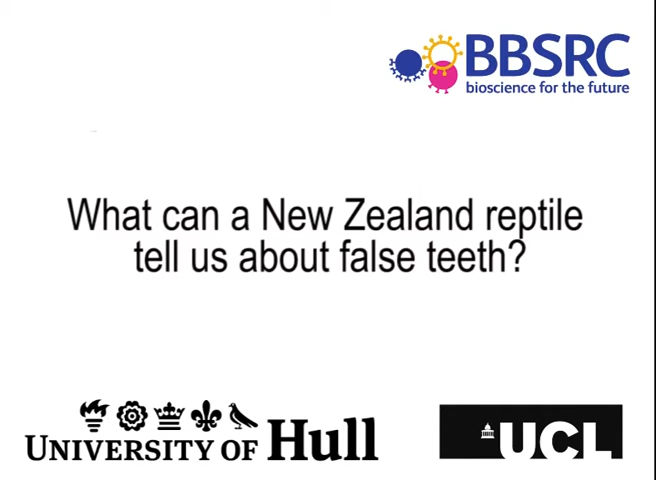 BBSRC
bioscience for the future
What can a New Zealand reptile
tell us about false teeth?
UNIVERSITY OF Hull
UCL